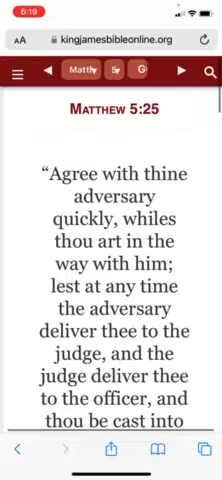 6:19
AA kingjamesbibleonline.org
Matth 5 G
MATTHEW 5:25
“Agree with thine
adversary
quickly, whiles
thou art in the
way with him;
lest at any time
the adversary
deliver thee to the
judge, and the
judge deliver thee
to the officer, and
thou be cast into